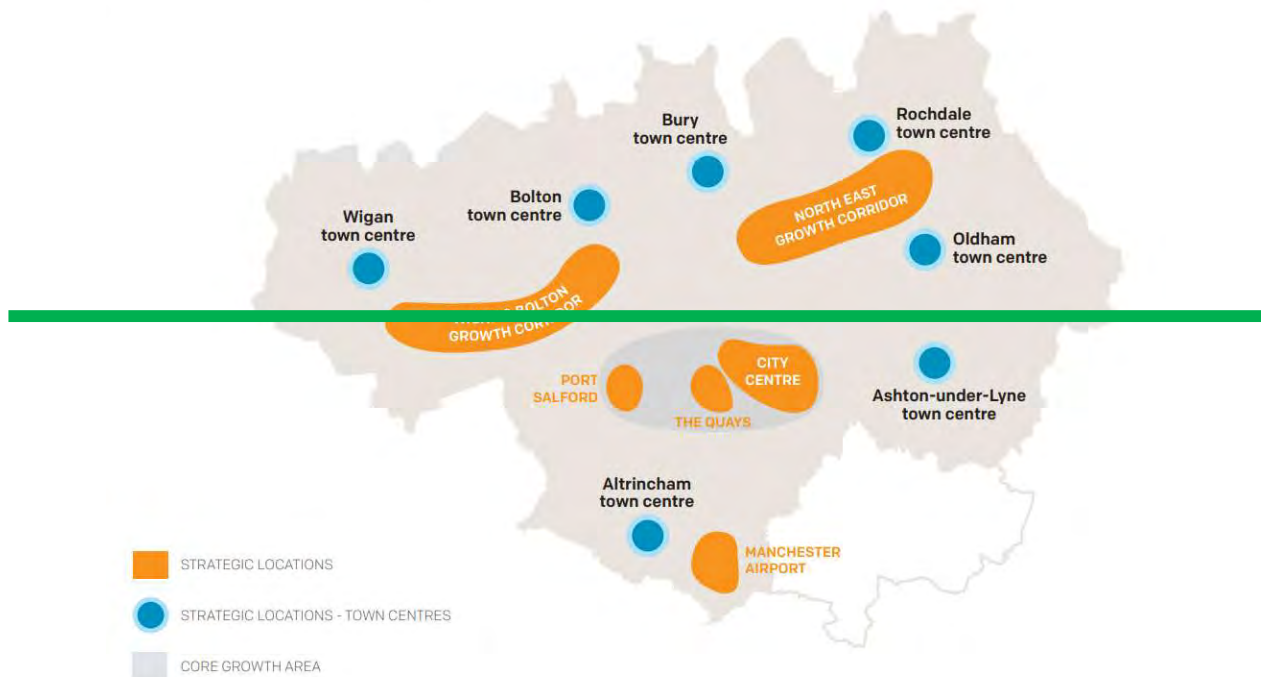 Bury
town centre
Rochdale
town centre
Bolton
town centre
Wigan
town centre
NORTH EAST
GROWTH CORRIDOR
Oldham
town centre
BOLTON
GROWTH CORRIDOR
PORT
SALFORD
CITY
CENTRE
THE QUAYS
Ashton-under-Lyne
town centre
Altrincham
town centre
MANCHESTER
AIRPORT
STRATEGIC LOCATIONS
STRATEGIC LOCATIONS - TOWN CENTRES
CORE GROWTH AREA